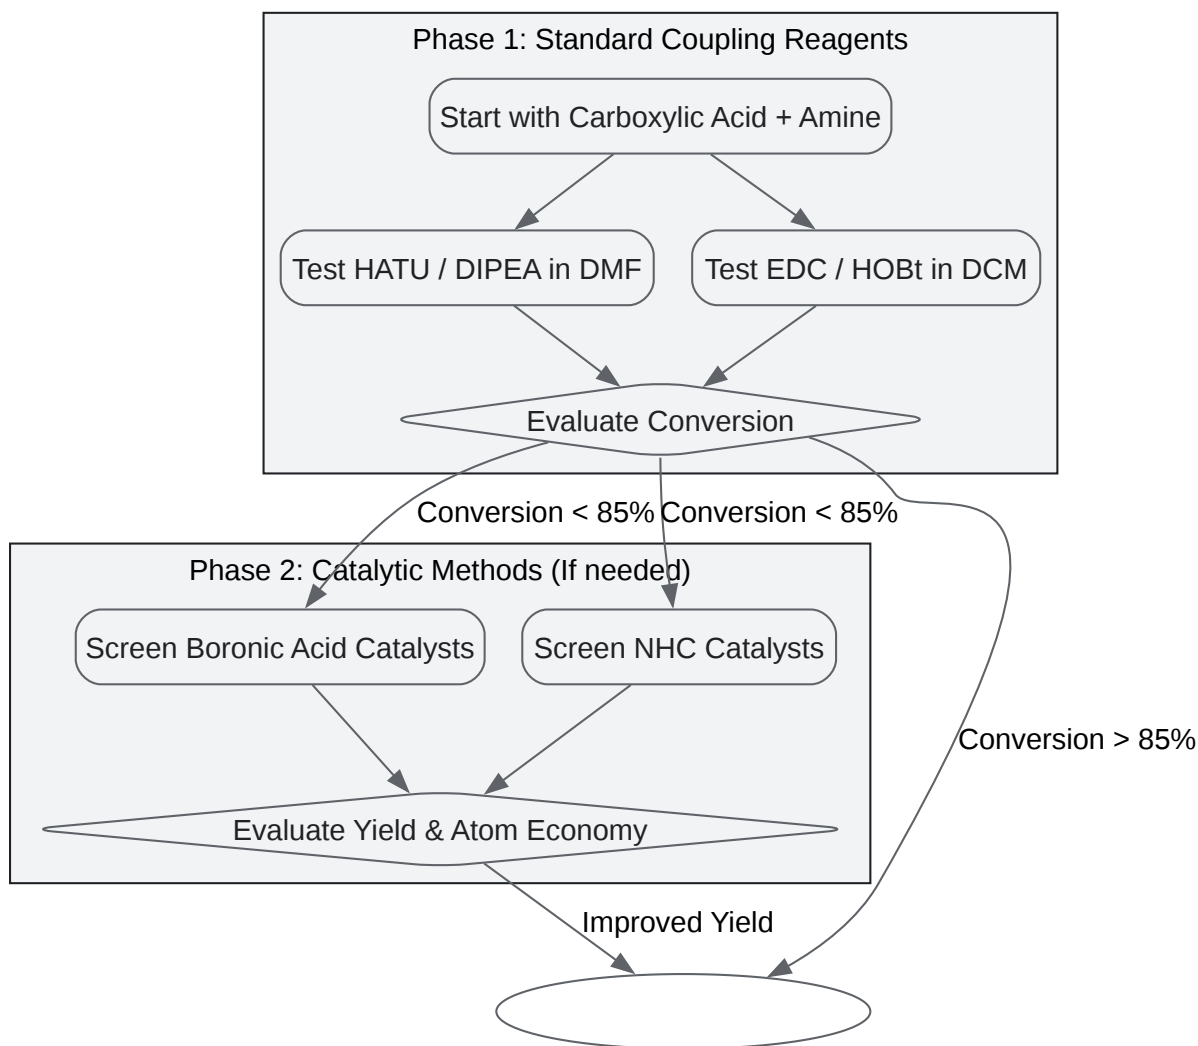 Phase 1: Standard Coupling Reagents
Start with Carboxylic Acid + Amine
Test HATU / DIPEA in DMF
Test EDC / HOBt in DCM
Evaluate Conversion
Conversion < 85%
Conversion < 85%
Phase 2: Catalytic Methods (If needed)
Screen Boronic Acid Catalysts
Screen NHC Catalysts
Conversion > 85%
Evaluate Yield & Atom Economy
Improved Yield